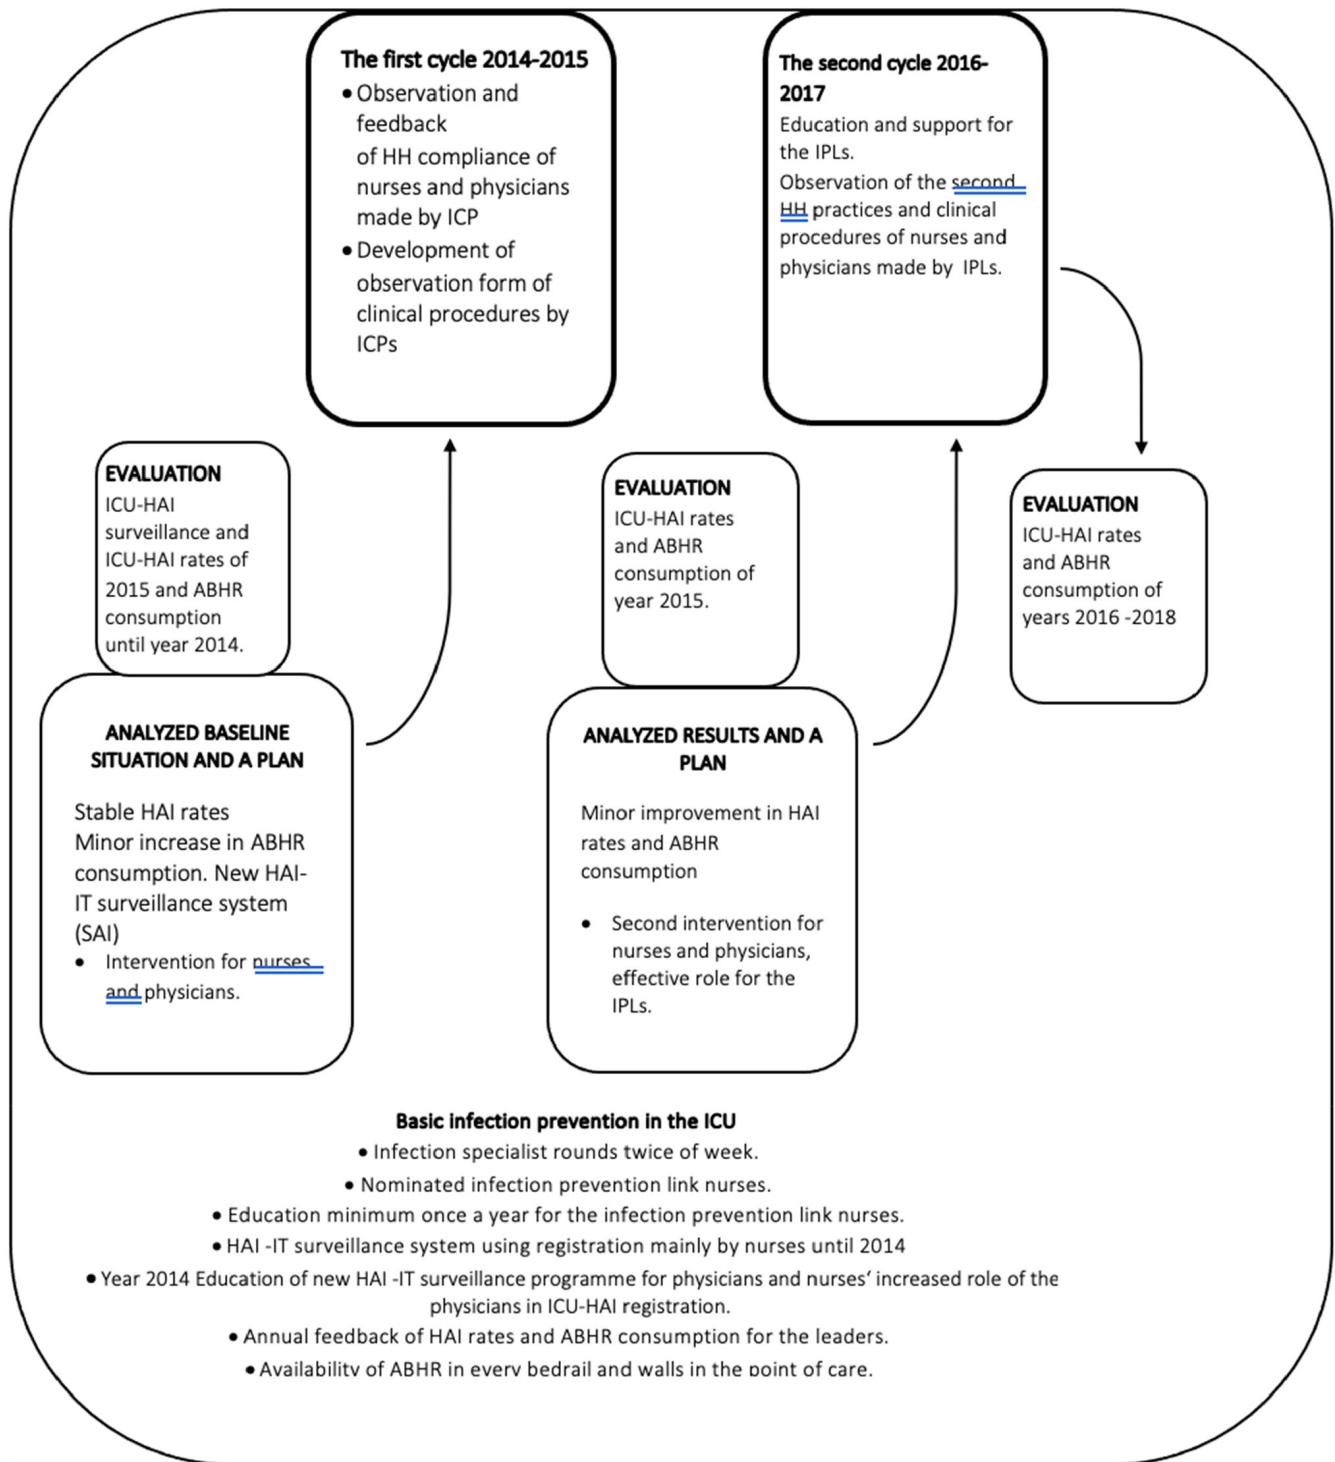 The first cycle 2014-2015
• Observation and
feedback
of HH compliance of
nurses and physicians
made by ICP
• Development of
observation form of
clinical procedures by
ICPs
The second cycle 2016-
2017
Education and support for
the IPLs.
Observation of the second
HH practices and clinical
procedures of nurses and
physicians made by IPLs.
EVALUATION
ICU-HAI
surveillance and
ICU-HAI rates of
2015 and ABHR
consumption
until year 2014.
EVALUATION
ICU-HAI rates
and ABHR
consumption of
year 2015.
EVALUATION
ICU-HAI rates
and ABHR
consumption of
years 2016 -2018
ANALYZED BASELINE
SITUATION AND A PLAN
Stable HAI rates
Minor increase in ABHR
consumption. New HAI-
IT surveillance system
(SAI)
• Intervention for nurses
and physicians.
ANALYZED RESULTS AND A
PLAN
Minor improvement in HAI
rates and ABHR
consumption
• Second intervention for
nurses and physicians,
effective role for the
IPLs.
Basic infection prevention in the ICU
• Infection specialist rounds twice of week.
• Nominated infection prevention link nurses.
• Education minimum once a year for the infection prevention link nurses.
• HAI -IT surveillance system using registration mainly by nurses until 2014
• Year 2014 Education of new HAI -IT surveillance programme for physicians and nurses’ increased role of the
physicians in ICU-HAI registration.
• Annual feedback of HAI rates and ABHR consumption for the leaders.
• Availability of ABHR in every bedrail and walls in the point of care.